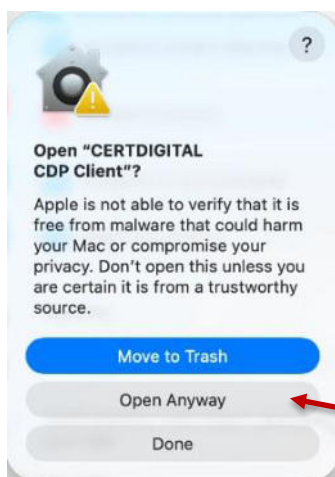 ?
Open “CERTDIGITAL
CDP Client”?
Apple is not able to verify that it is
free from malware that could harm
your Mac or compromise your
privacy. Don’t open this unless you
are certain it is from a trustworthy
source.
Move to Trash
Open Anyway
Done